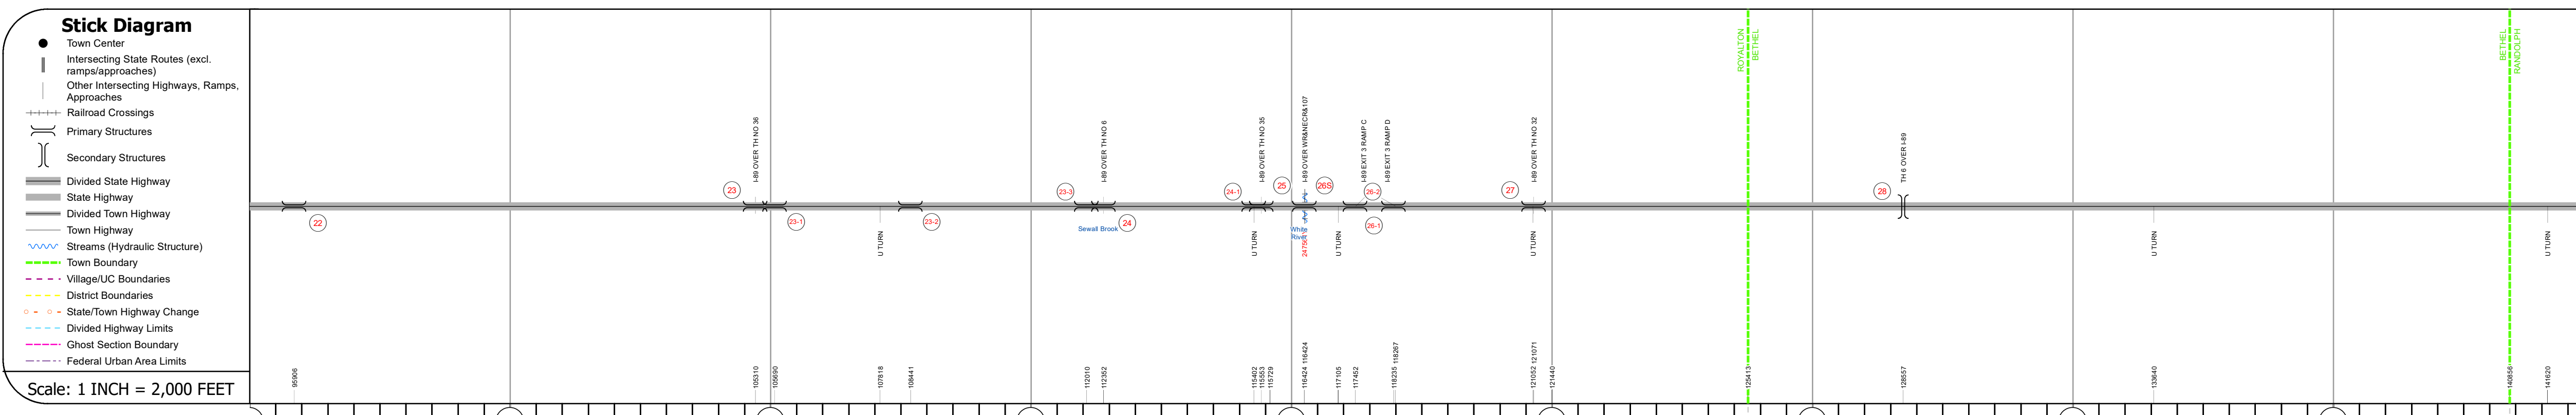 Stick Diagram
Town Center
Intersecting State Routes (excl.
ramps/approaches)
Other Intersecting Highways, Ramps,
Approaches
Railroad Crossings
Primary Structures
Secondary Structures
Divided State Highway
State Highway
Divided Town Highway
Town Highway
Streams (Hydraulic Structure)
Town Boundary
Village/UC Boundaries
District Boundaries
State/Town Highway Change
Divided Highway Limits
Ghost Section Boundary
Federal Urban Area Limits
Scale: 1 INCH = 2,000 FEET
ROYALTON
BETHEL
BETHEL
RANDOLPH
I-89 OVER TH NO 36
I-89 OVER TH NO 6
I-89 OVER TH NO 35
I-89 OVER WR&NECR&107
I-89 EXIT 3 RAMP C
I-89 EXIT 3 RAMP D
I-89 OVER TH NO 32
TH 6 OVER I-89
22
23
23-1
23-2
23-3
24
24-1
25
26S
26-2
26-1
27
28
Sewall Brook
White
River
U TURN
U TURN
U TURN
U TURN
U TURN
U TURN
95906
105310
105690
107818
108441
112010
112352
115402
115553
115729
116424
116424
117105
117452
118235
118267
121052
121071
121440
125413
128557
133640
140856
141620